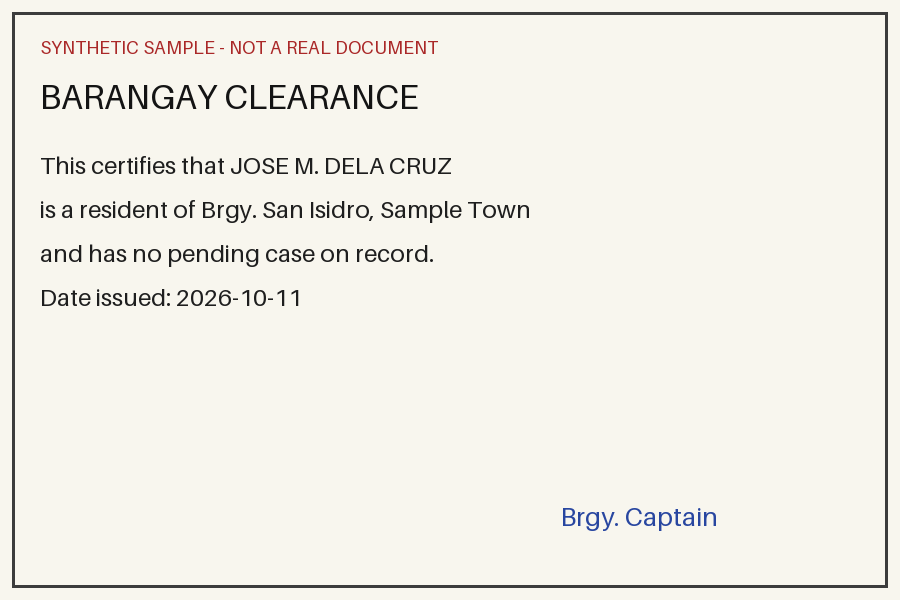 SYNTHETIC SAMPLE - NOT A REAL DOCUMENT
BARANGAY CLEARANCE
This certifies that JOSE M. DELA CRUZ
is a resident of Brgy. San Isidro, Sample Town
and has no pending case on record.
Date issued: 2026-10-11
Brgy. Captain